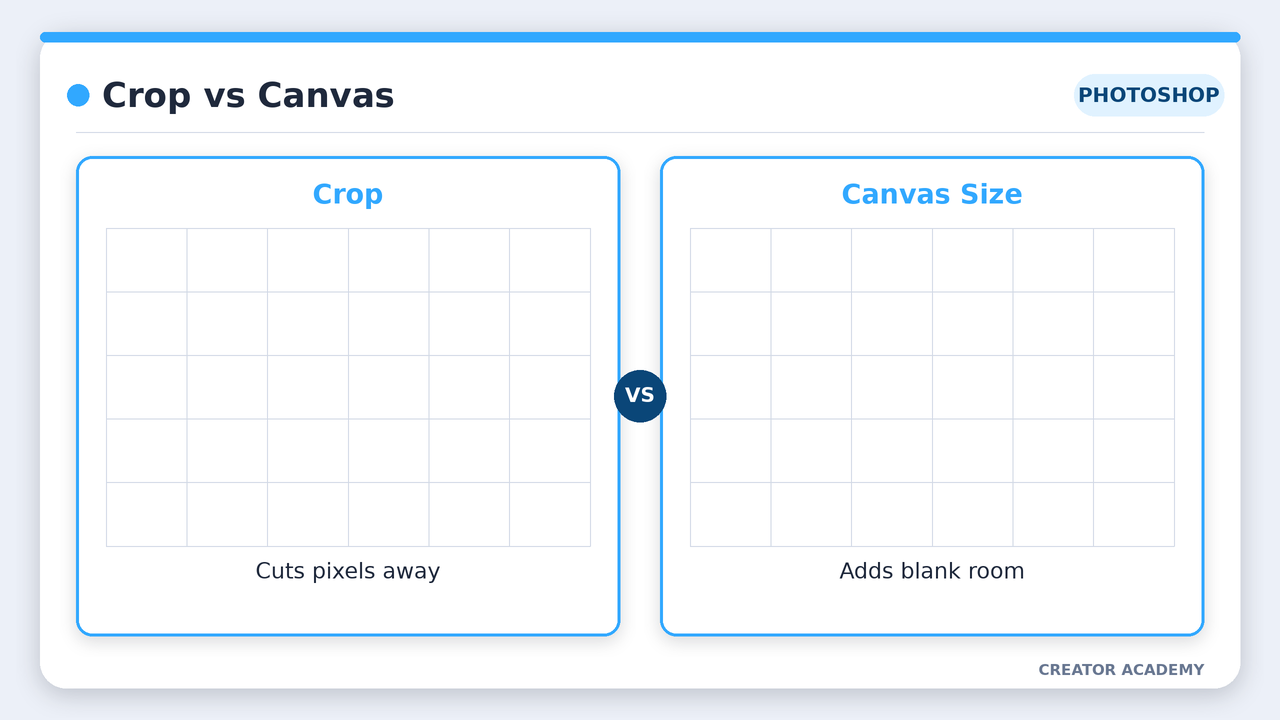 Crop vs Canvas
PHOTOSHOP
Crop
Canvas Size
VS
Cuts pixels away
Adds blank room
CREATOR ACADEMY